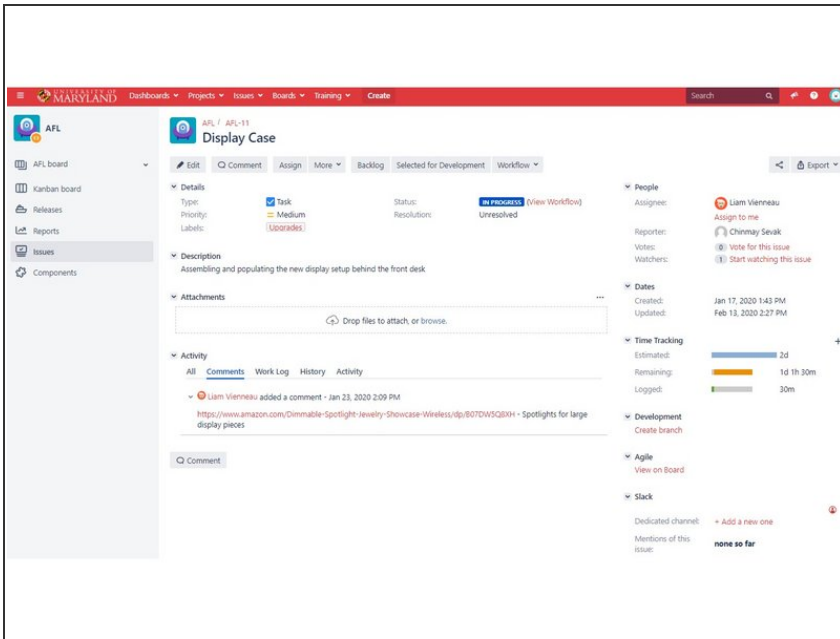 UNIVERSITY OF
MARYLAND
Dashboards Projects Issues Boards Training Create
Search
AFL
AFL board
Kanban board
Releases
Reports
Issues
Components
AFL / AFL-11
Display Case
Edit Comment Assign More Backlog Selected for Development Workflow
Export
Details
Type: Task
Priority: Medium
Labels: Upgrades
Status: IN PROGRESS (View Workflow)
Resolution: Unresolved
Description
Assembling and populating the new display setup behind the front desk
Attachments
Drop files to attach, or browse.
Activity
All Comments Work Log History Activity
Liam Vienneau added a comment - Jan 23, 2020 2:09 PM
https://www.amazon.com/Dimmable-Spotlight-Jewelry-Showcase-Wireless/dp/B07DW5Q8XH - Spotlights for large
display pieces
Comment
People
Assignee: Liam Vienneau
Assign to me
Reporter: Chinmay Sevak
Votes: 0 Vote for this issue
Watchers: 1 Start watching this issue
Dates
Created: Jan 17, 2020 1:43 PM
Updated: Feb 13, 2020 2:27 PM
Time Tracking
Estimated: 2d
Remaining: 1d 1h 30m
Logged: 30m
Development
Create branch
Agile
View on Board
Slack
Dedicated channel: + Add a new one
Mentions of this
issue: none so far